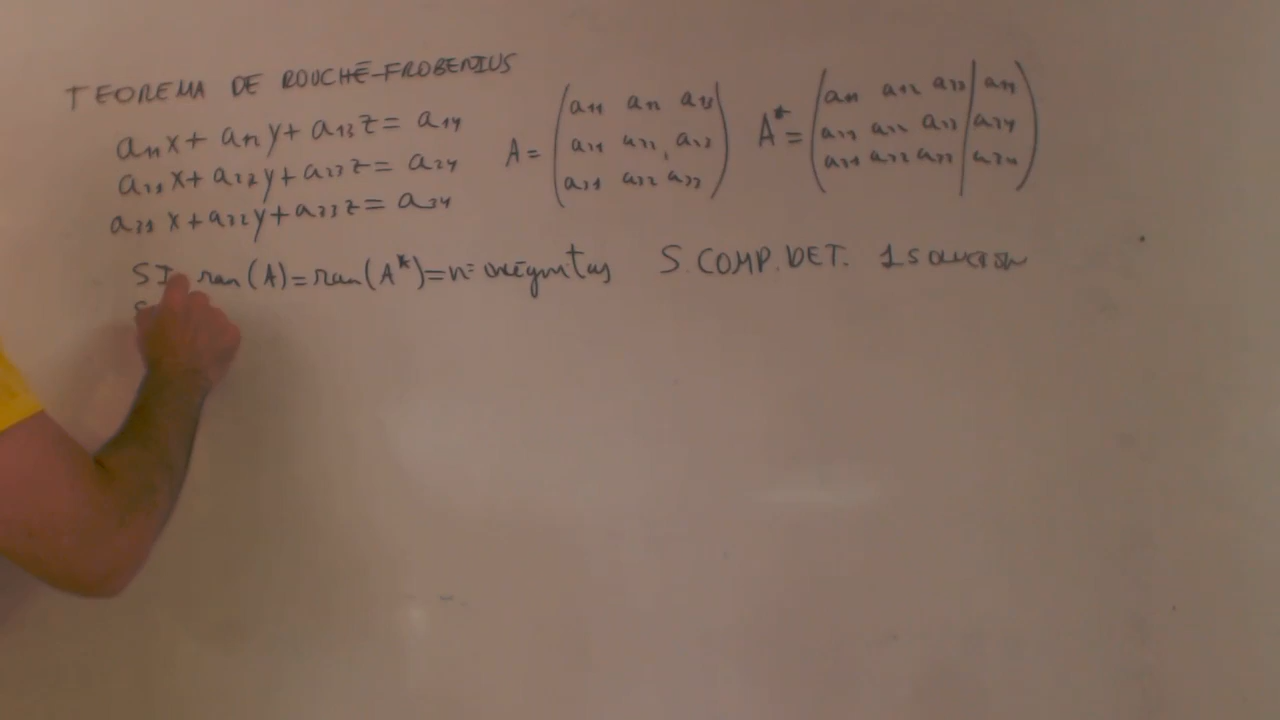 TEOREMA DE ROUCHÉ-FROBENIUS
a₁₁x + a₁₂y + a₁₃z = a₁₄
a₂₁x + a₂₂y + a₂₃z = a₂₄
a₃₁x + a₃₂y + a₃₃z = a₃₄
A = (a₁₁ a₁₂ a₁₃
a₂₁ a₂₂ a₂₃
a₃₁ a₃₂ a₃₃)
A* = (a₁₁ a₁₂ a₁₃ | a₁₄
a₂₁ a₂₂ a₂₃ | a₂₄
a₃₁ a₃₂ a₃₃ | a₃₄)
SI ran(A) = ran(A*) = nº incógnitas S. COMP. DET. 1 SOLUCIÓN
S